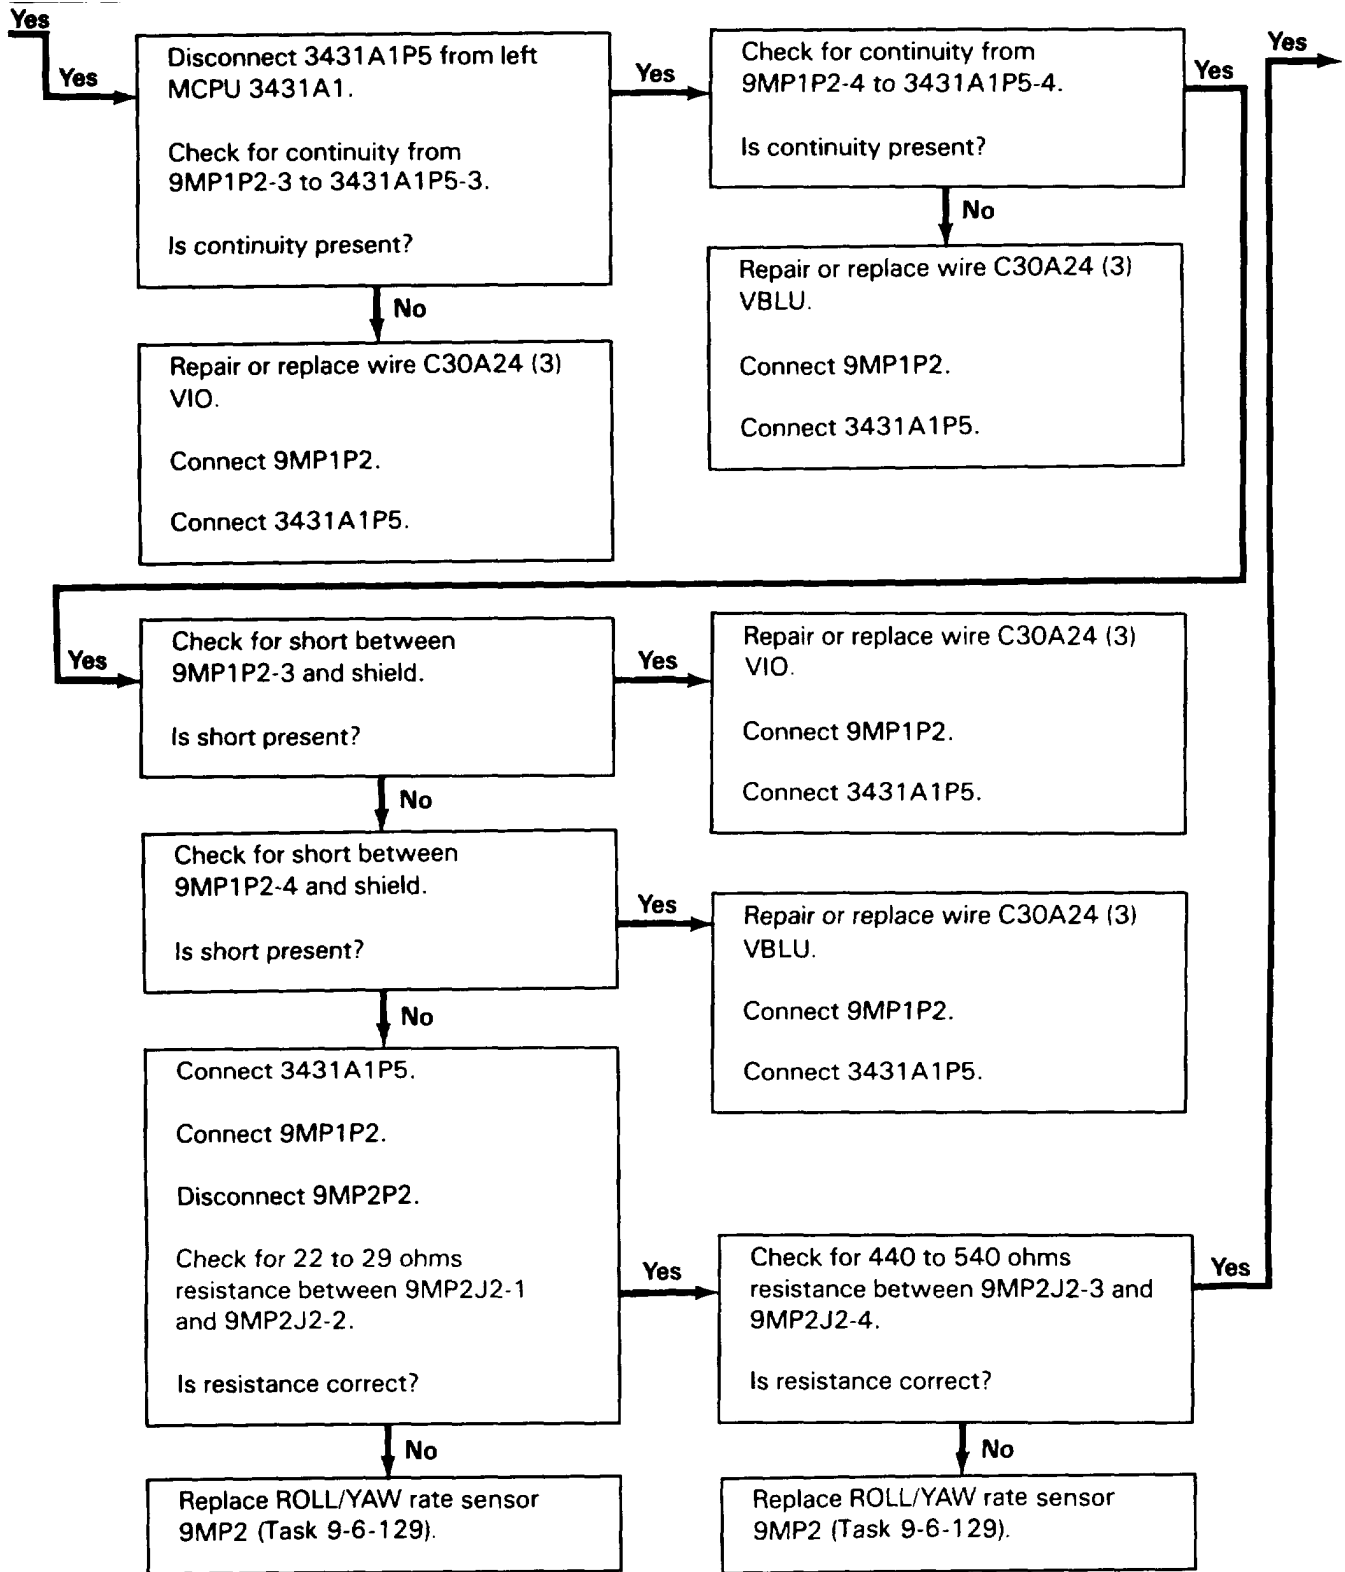 Yes
Yes
Disconnect 3431A1P5 from left
MCPU 3431A1.
Check for continuity from
9MP1P2-3 to 3431A1P5-3.
Is continuity present?
Yes
Check for continuity from
9MP1P2-4 to 3431A1P5-4.
Is continuity present?
Yes
Yes
No
Repair or replace wire C30A24 (3)
VIO.
Connect 9MP1P2.
Connect 3431A1P5.
No
Repair or replace wire C30A24 (3)
VBLU.
Connect 9MP1P2.
Connect 3431A1P5.
Yes
Check for short between
9MP1P2-3 and shield.
Is short present?
Yes
Repair or replace wire C30A24 (3)
VIO.
Connect 9MP1P2.
Connect 3431A1P5.
No
Check for short between
9MP1P2-4 and shield.
Is short present?
Yes
Repair or replace wire C30A24 (3)
VBLU.
Connect 9MP1P2.
Connect 3431A1P5.
No
Connect 3431A1P5.
Connect 9MP1P2.
Disconnect 9MP2P2.
Check for 22 to 29 ohms
resistance between 9MP2J2-1
and 9MP2J2-2.
Is resistance correct?
Yes
Check for 440 to 540 ohms
resistance between 9MP2J2-3 and
9MP2J2-4.
Is resistance correct?
Yes
No
Replace ROLL/YAW rate sensor
9MP2 (Task 9-6-129).
No
Replace ROLL/YAW rate sensor
9MP2 (Task 9-6-129).